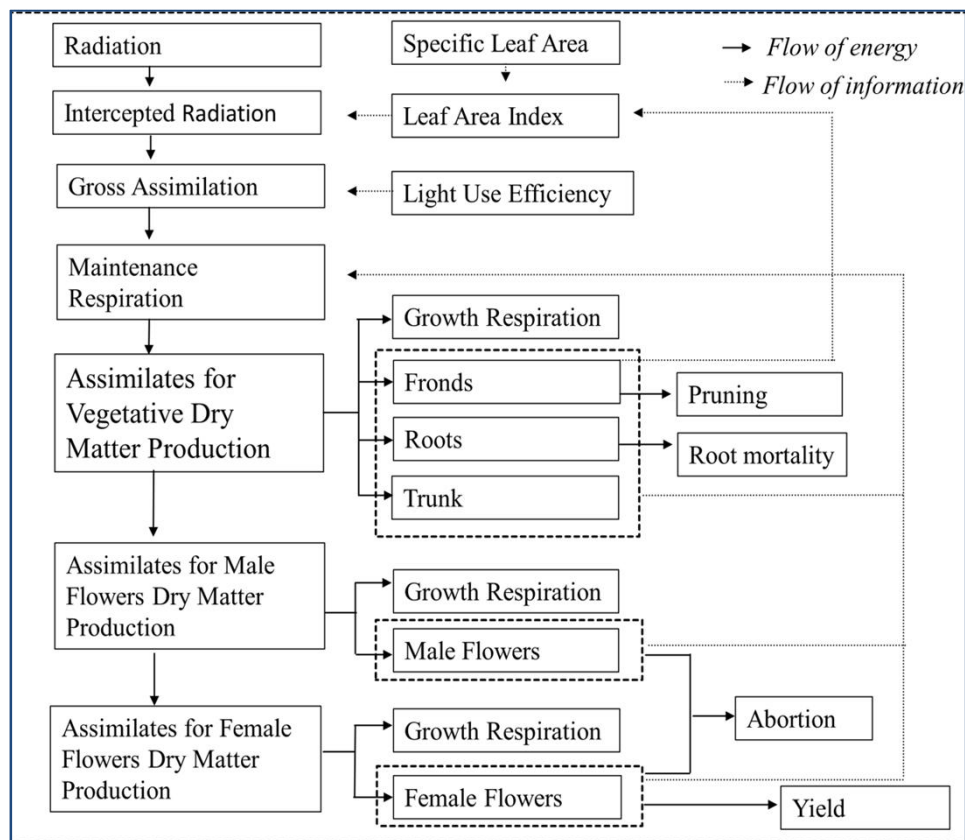 Radiation
Specific Leaf Area
Flow of energy
Flow of information
Intercepted Radiation
Leaf Area Index
Gross Assimilation
Light Use Efficiency
Maintenance
Respiration
Growth Respiration
Assimilates for
Vegetative Dry
Matter Production
Fronds
Pruning
Roots
Root mortality
Trunk
Assimilates for Male
Flowers Dry Matter
Production
Growth Respiration
Male Flowers
Abortion
Assimilates for Female
Flowers Dry Matter
Production
Growth Respiration
Female Flowers
Yield